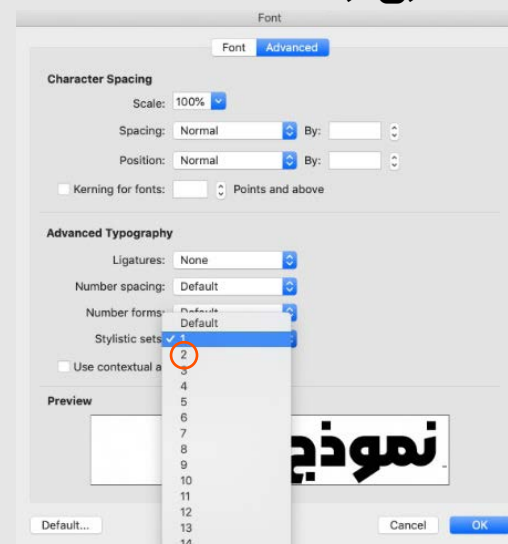 Font
Font Advanced
Character Spacing
Scale: 100%
Spacing: Normal By:
Position: Normal By:
Kerning for fonts: Points and above
Advanced Typography
Ligatures: None
Number spacing: Default
Number forms: Default
Default
Stylistic sets ✓ 1
2
Use contextual a
3
4
Preview
5
6
7
8
9
10
11
12
13
14
نموذج
Default... Cancel OK